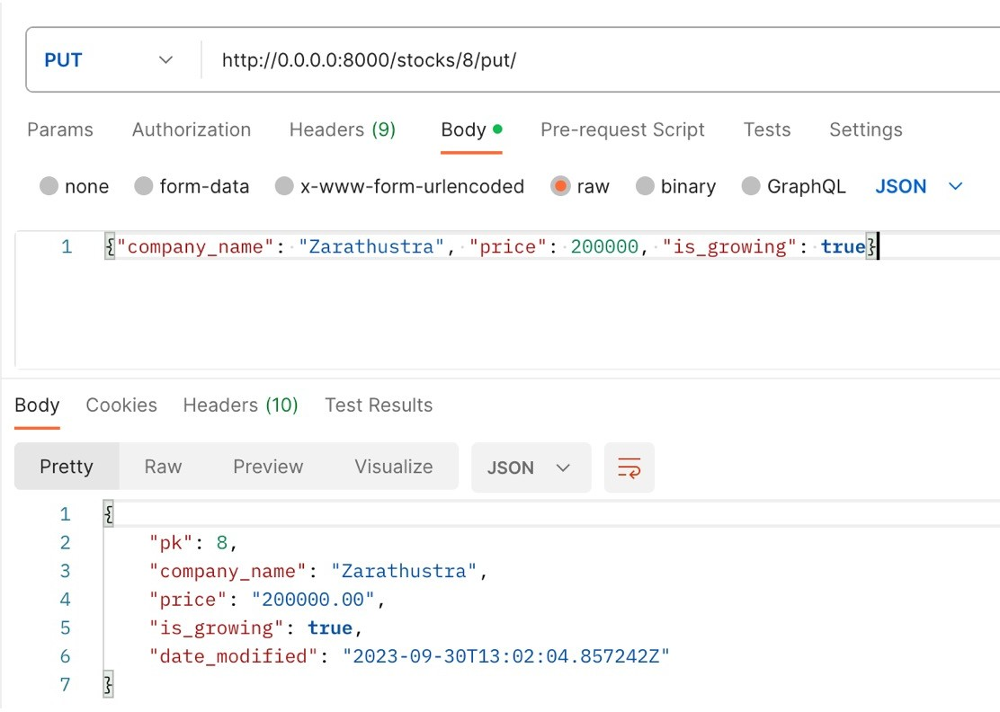 PUT http://0.0.0.0:8000/stocks/8/put/
Params Authorization Headers (9) Body Pre-request Script Tests Settings
none form-data x-www-form-urlencoded raw binary GraphQL JSON
1 {"company_name": "Zarathustra", "price": 200000, "is_growing": true}
Body Cookies Headers (10) Test Results
Pretty Raw Preview Visualize JSON
1 {
2 "pk": 8,
3 "company_name": "Zarathustra",
4 "price": "200000.00",
5 "is_growing": true,
6 "date_modified": "2023-09-30T13:02:04.857242Z"
7 }